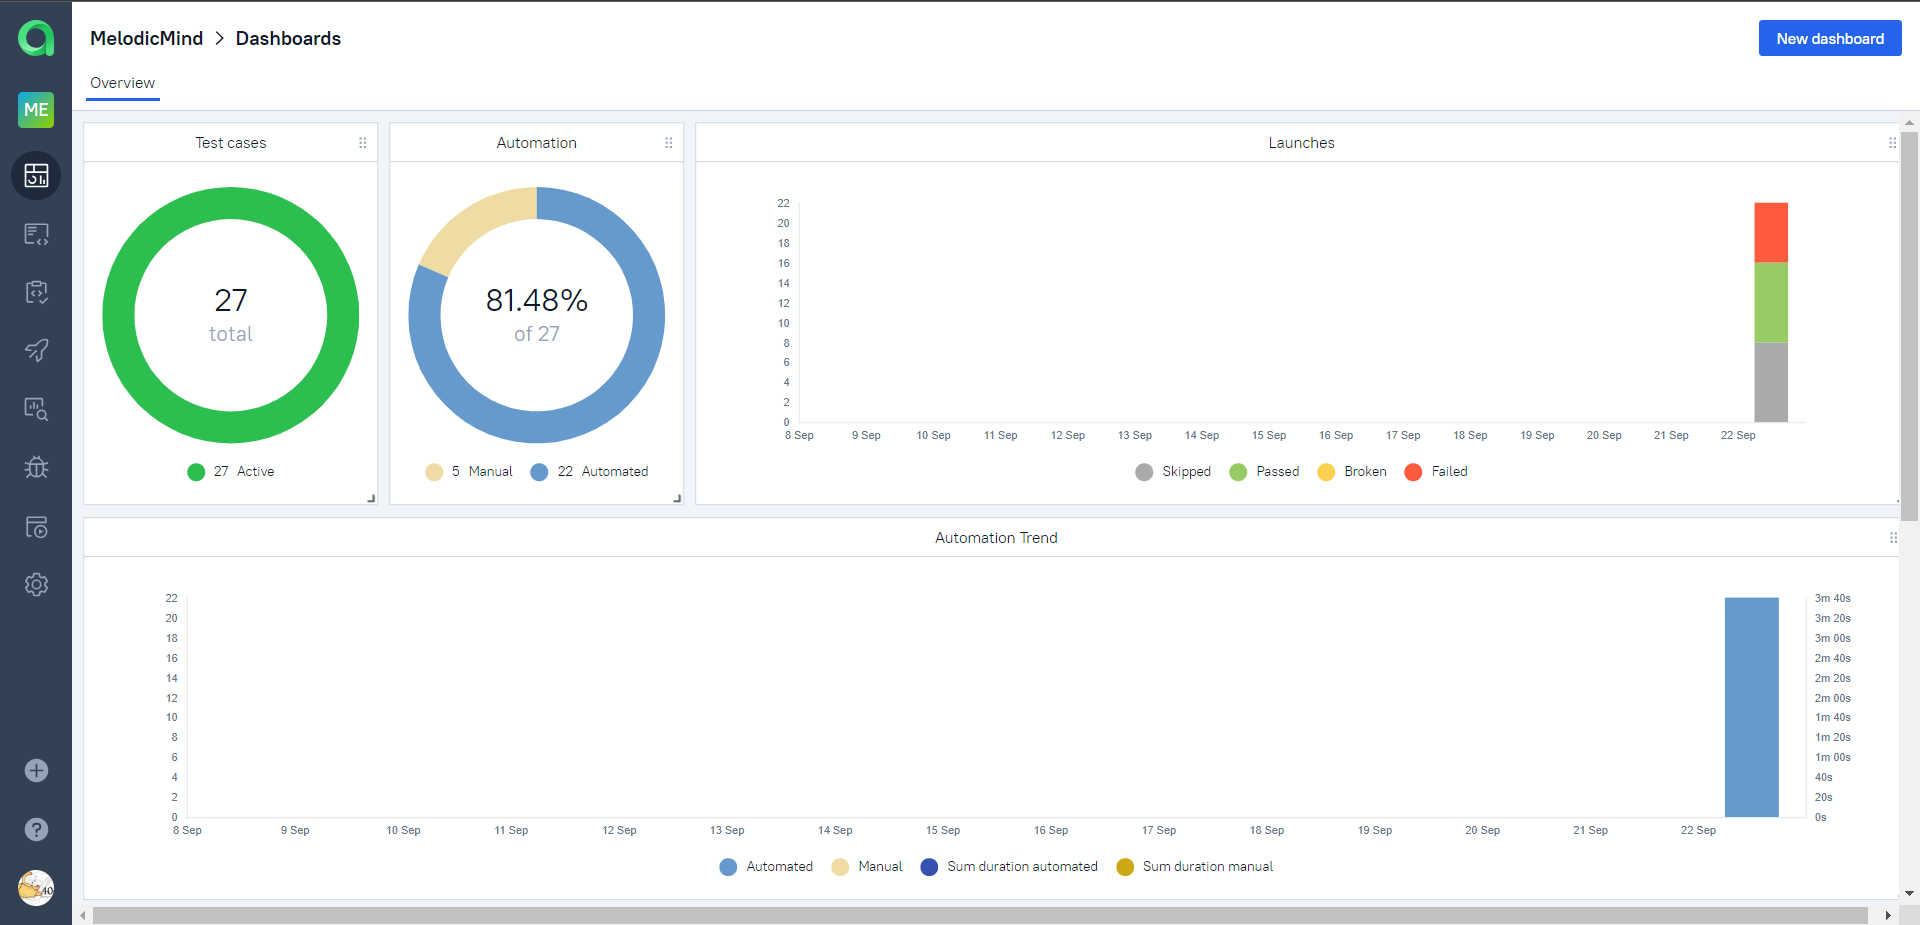 MelodicMind > Dashboards
New dashboard
Overview
ME
Test cases
27
total
27 Active
Automation
81.48%
of 27
5 Manual 22 Automated
Launches
22
20
18
16
14
12
10
8
6
4
2
0
8 Sep 9 Sep 10 Sep 11 Sep 12 Sep 13 Sep 14 Sep 15 Sep 16 Sep 17 Sep 18 Sep 19 Sep 20 Sep 21 Sep 22 Sep
Skipped Passed Broken Failed
Automation Trend
22
20
18
16
14
12
10
8
6
4
2
0
3m 40s
3m 20s
3m 00s
2m 40s
2m 20s
2m 00s
1m 40s
1m 20s
1m 00s
40s
20s
0s
8 Sep 9 Sep 10 Sep 11 Sep 12 Sep 13 Sep 14 Sep 15 Sep 16 Sep 17 Sep 18 Sep 19 Sep 20 Sep 21 Sep 22 Sep
Automated Manual Sum duration automated Sum duration manual
?
40